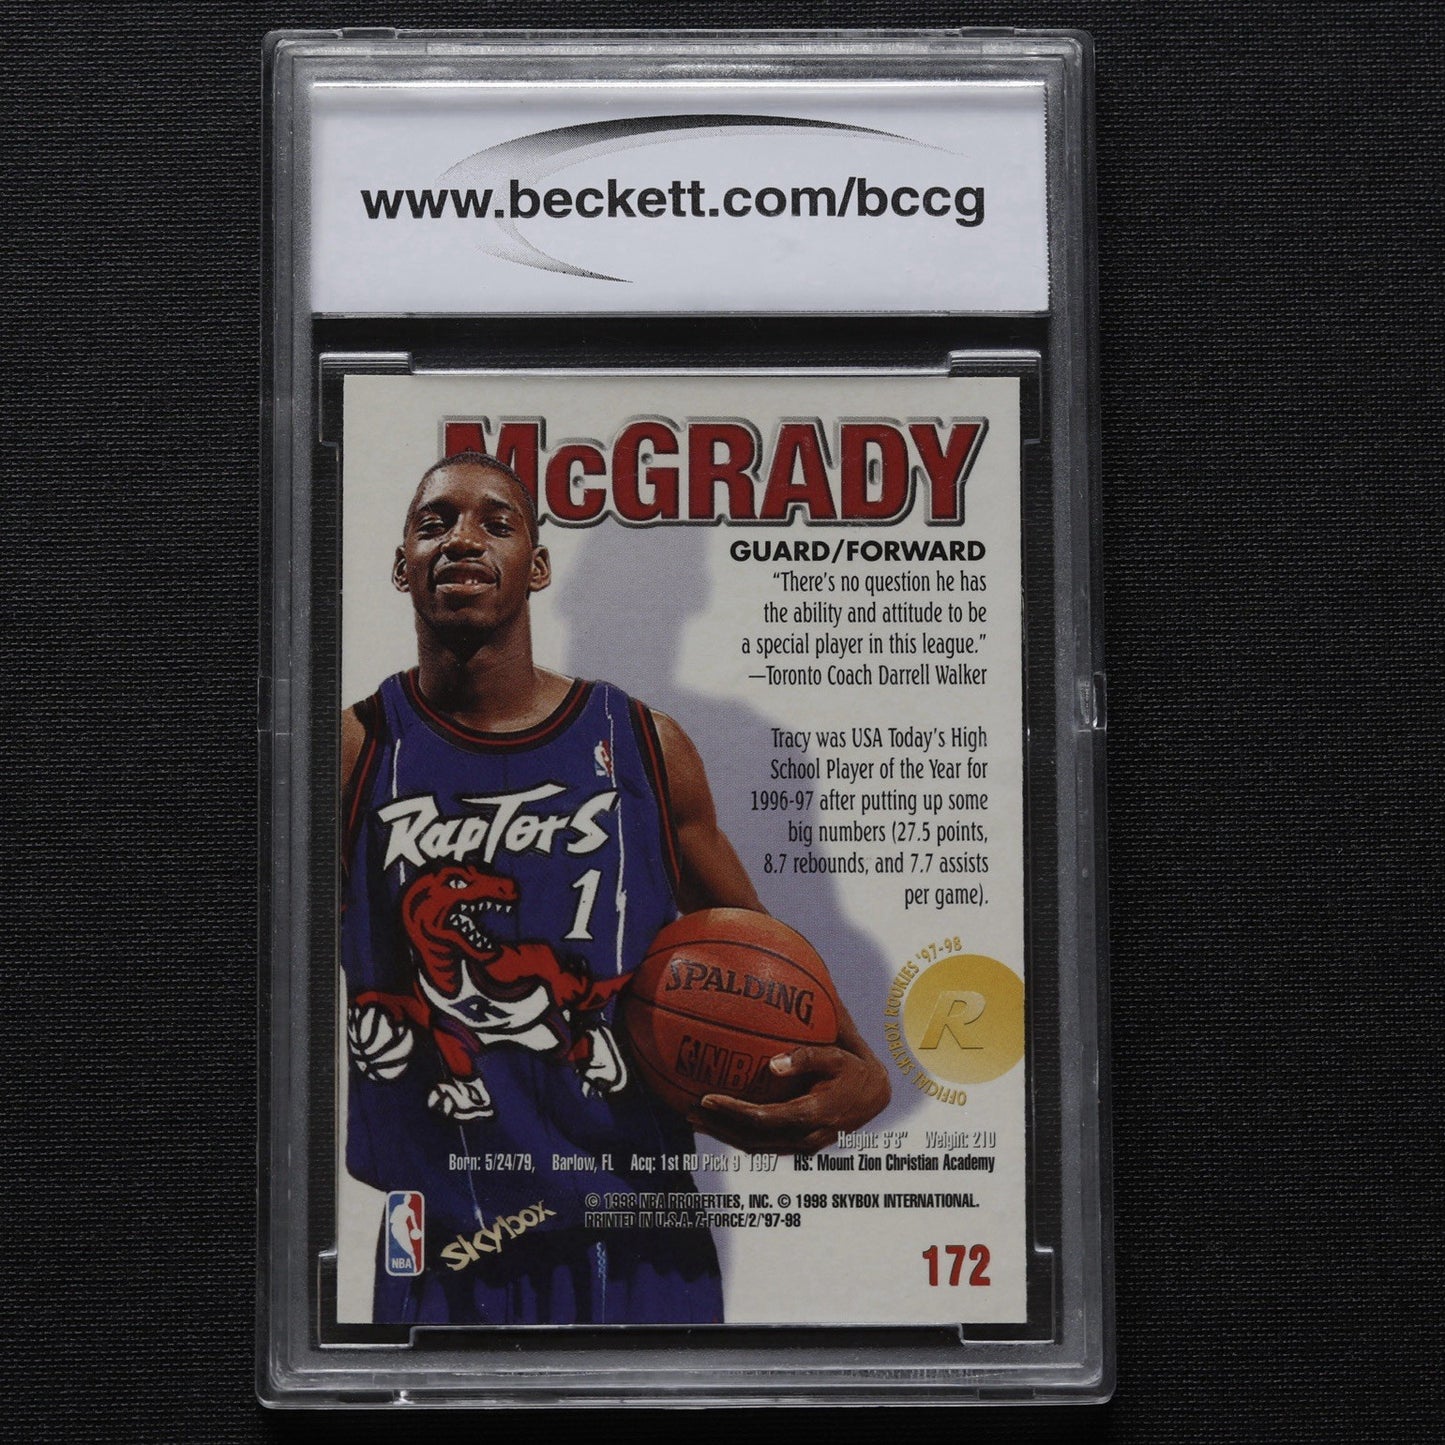 www.beckett.com/bccg
McGRADY
GUARD/FORWARD
“There’s no question he has
the ability and attitude to be
a special player in this league.”
—Toronto Coach Darrell Walker
Tracy was USA Today’s High
School Player of the Year for
1996-97 after putting up some
big numbers (27.5 points,
8.7 rebounds, and 7.7 assists
per game).
RAPTORS
1
SPALDING
NBA
OFFICIAL SKYBOX ROOKIES '97-98
R
Height: 6'8" Weight: 210
Born: 5/24/79, Barlow, FL Acq: 1st RD Pick 9 1997 HS: Mount Zion Christian Academy
© 1998 NBA PROPERTIES, INC. © 1998 SKYBOX INTERNATIONAL.
PRINTED IN U.S.A. Z-FORCE/2/'97-98
NBA
skybox
172